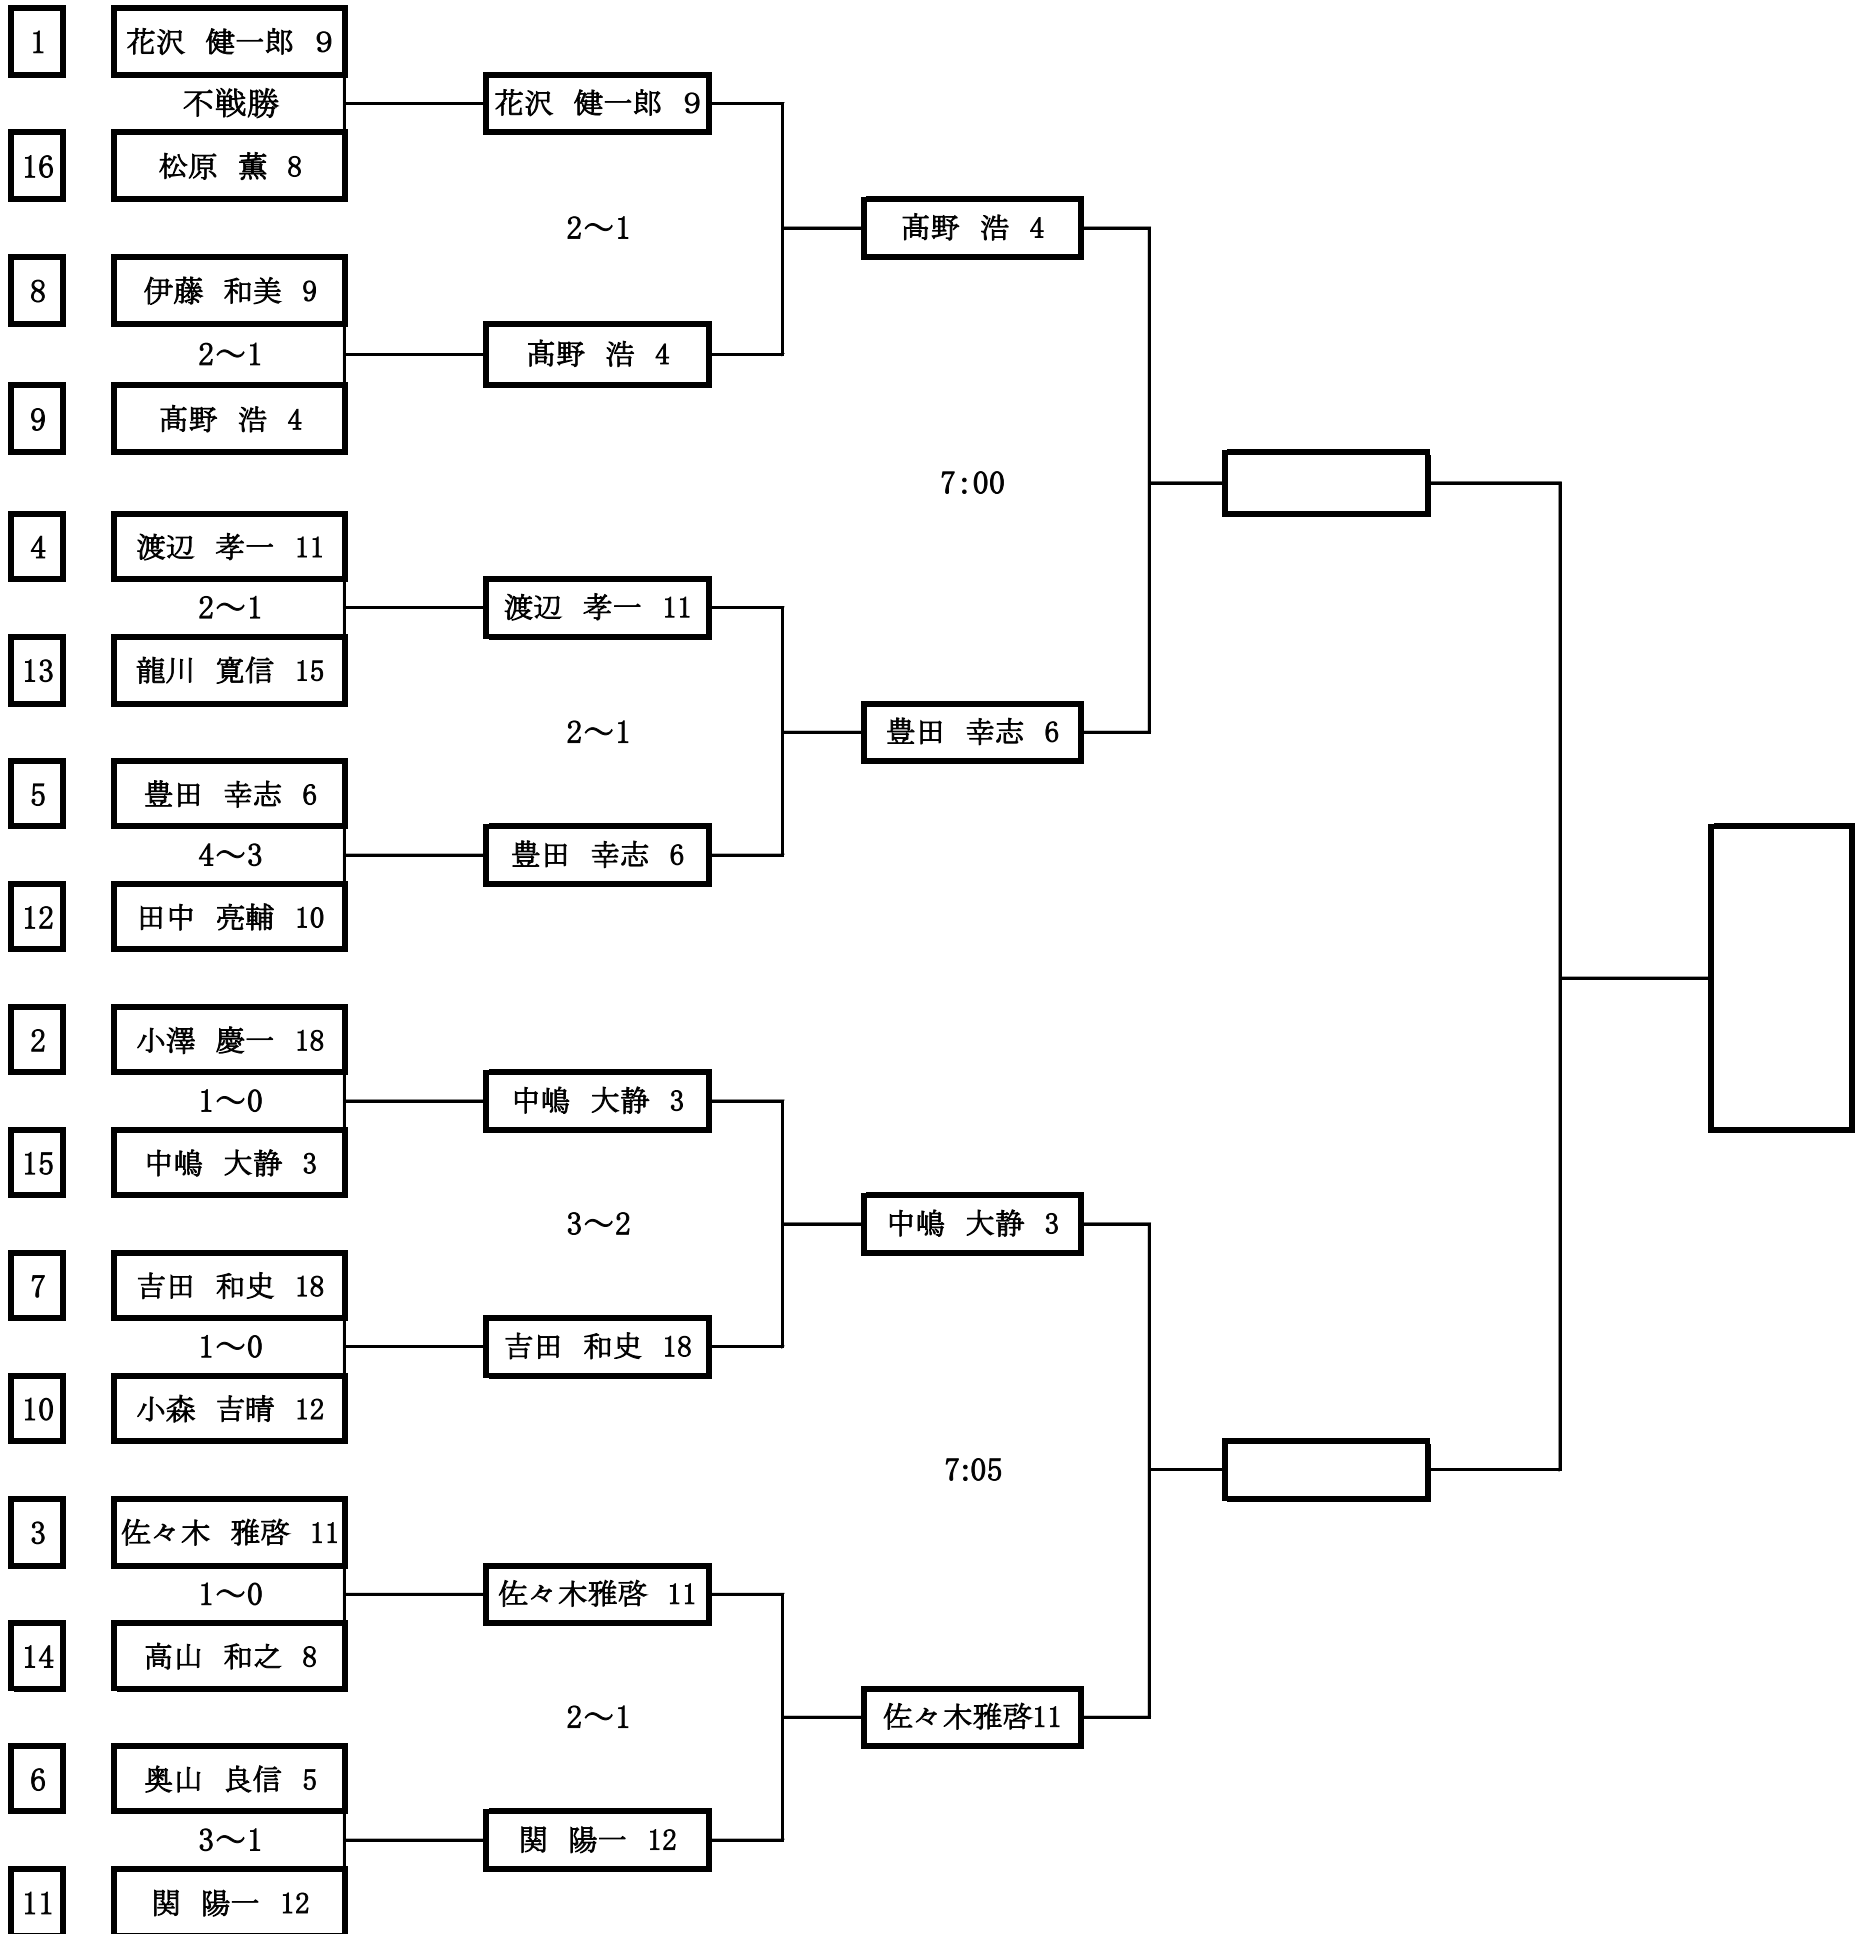 1 花沢 健一郎 9
不戦勝 花沢 健一郎 9
16 松原 薫 8
2～1 髙野 浩 4
8 伊藤 和美 9
2～1 髙野 浩 4
9 髙野 浩 4
7:00
4 渡辺 孝一 11
2～1 渡辺 孝一 11
13 龍川 寛信 15
2～1 豊田 幸志 6
5 豊田 幸志 6
4～3 豊田 幸志 6
12 田中 亮輔 10
2 小澤 慶一 18
1～0 中嶋 大静 3
15 中嶋 大静 3
3～2 中嶋 大静 3
7 吉田 和史 18
1～0 吉田 和史 18
10 小森 吉晴 12
7:05
3 佐々木 雅啓 11
1～0 佐々木雅啓 11
14 高山 和之 8
2～1 佐々木雅啓11
6 奥山 良信 5
3～1 関 陽一 12
11 関 陽一 12